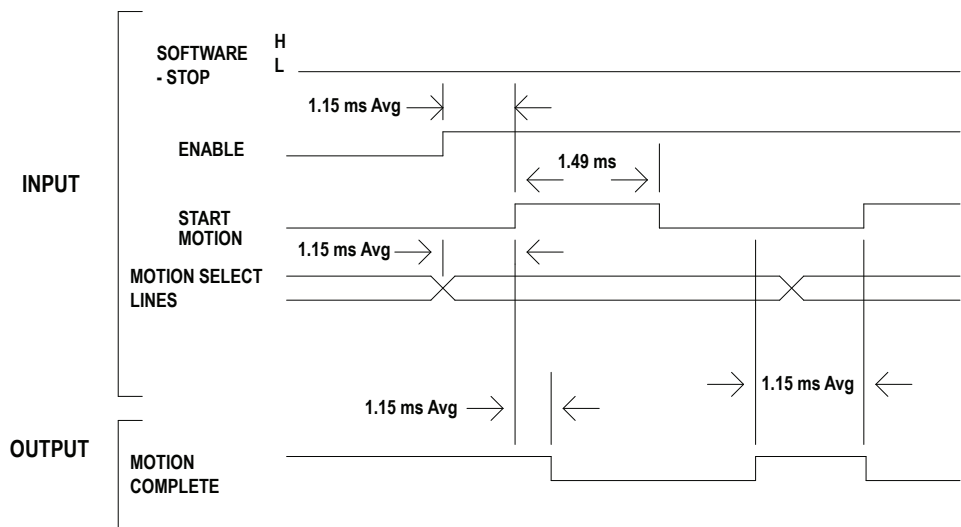 SOFTWARE
- STOP
H
L
1.15 ms Avg
ENABLE
1.49 ms
INPUT
START
MOTION
1.15 ms Avg
MOTION SELECT
LINES
1.15 ms Avg
1.15 ms Avg
OUTPUT
MOTION
COMPLETE